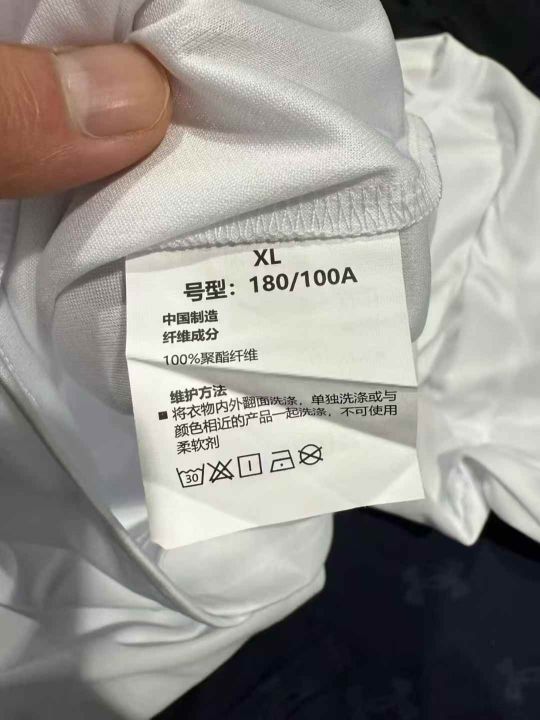 XL
号型：180/100A
中国制造
纤维成分
100%聚酯纤维
维护方法
■ 将衣物内外翻面洗涤，单独洗涤或与
颜色相近的产品一起洗涤，不可使用
柔软剂
30